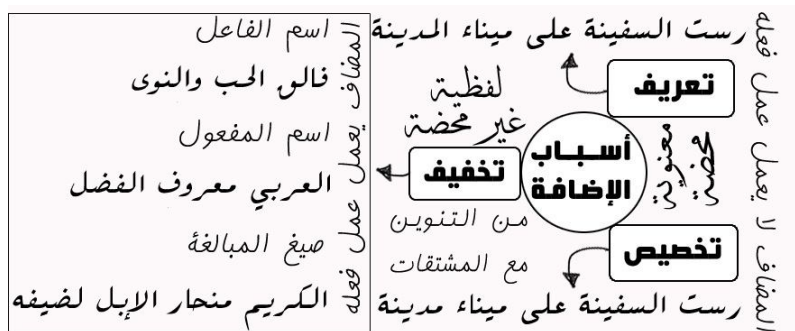 المضاف لا يعمل عمل فعله
رست السفينة على ميناء المدينة
تعريف
محضة
معنوية
أسباب
الإضافة
تخصيص
رست السفينة على ميناء مدينة
لفظية
غير محضة
تخفيف
من التنوين
مع المشتقات
المضاف يعمل عمل فعله
اسم الفاعل
فالق الحب والنوى
اسم المفعول
العربي معروف الفضل
صيغ المبالغة
الكريم منحار الإبل لضيفه